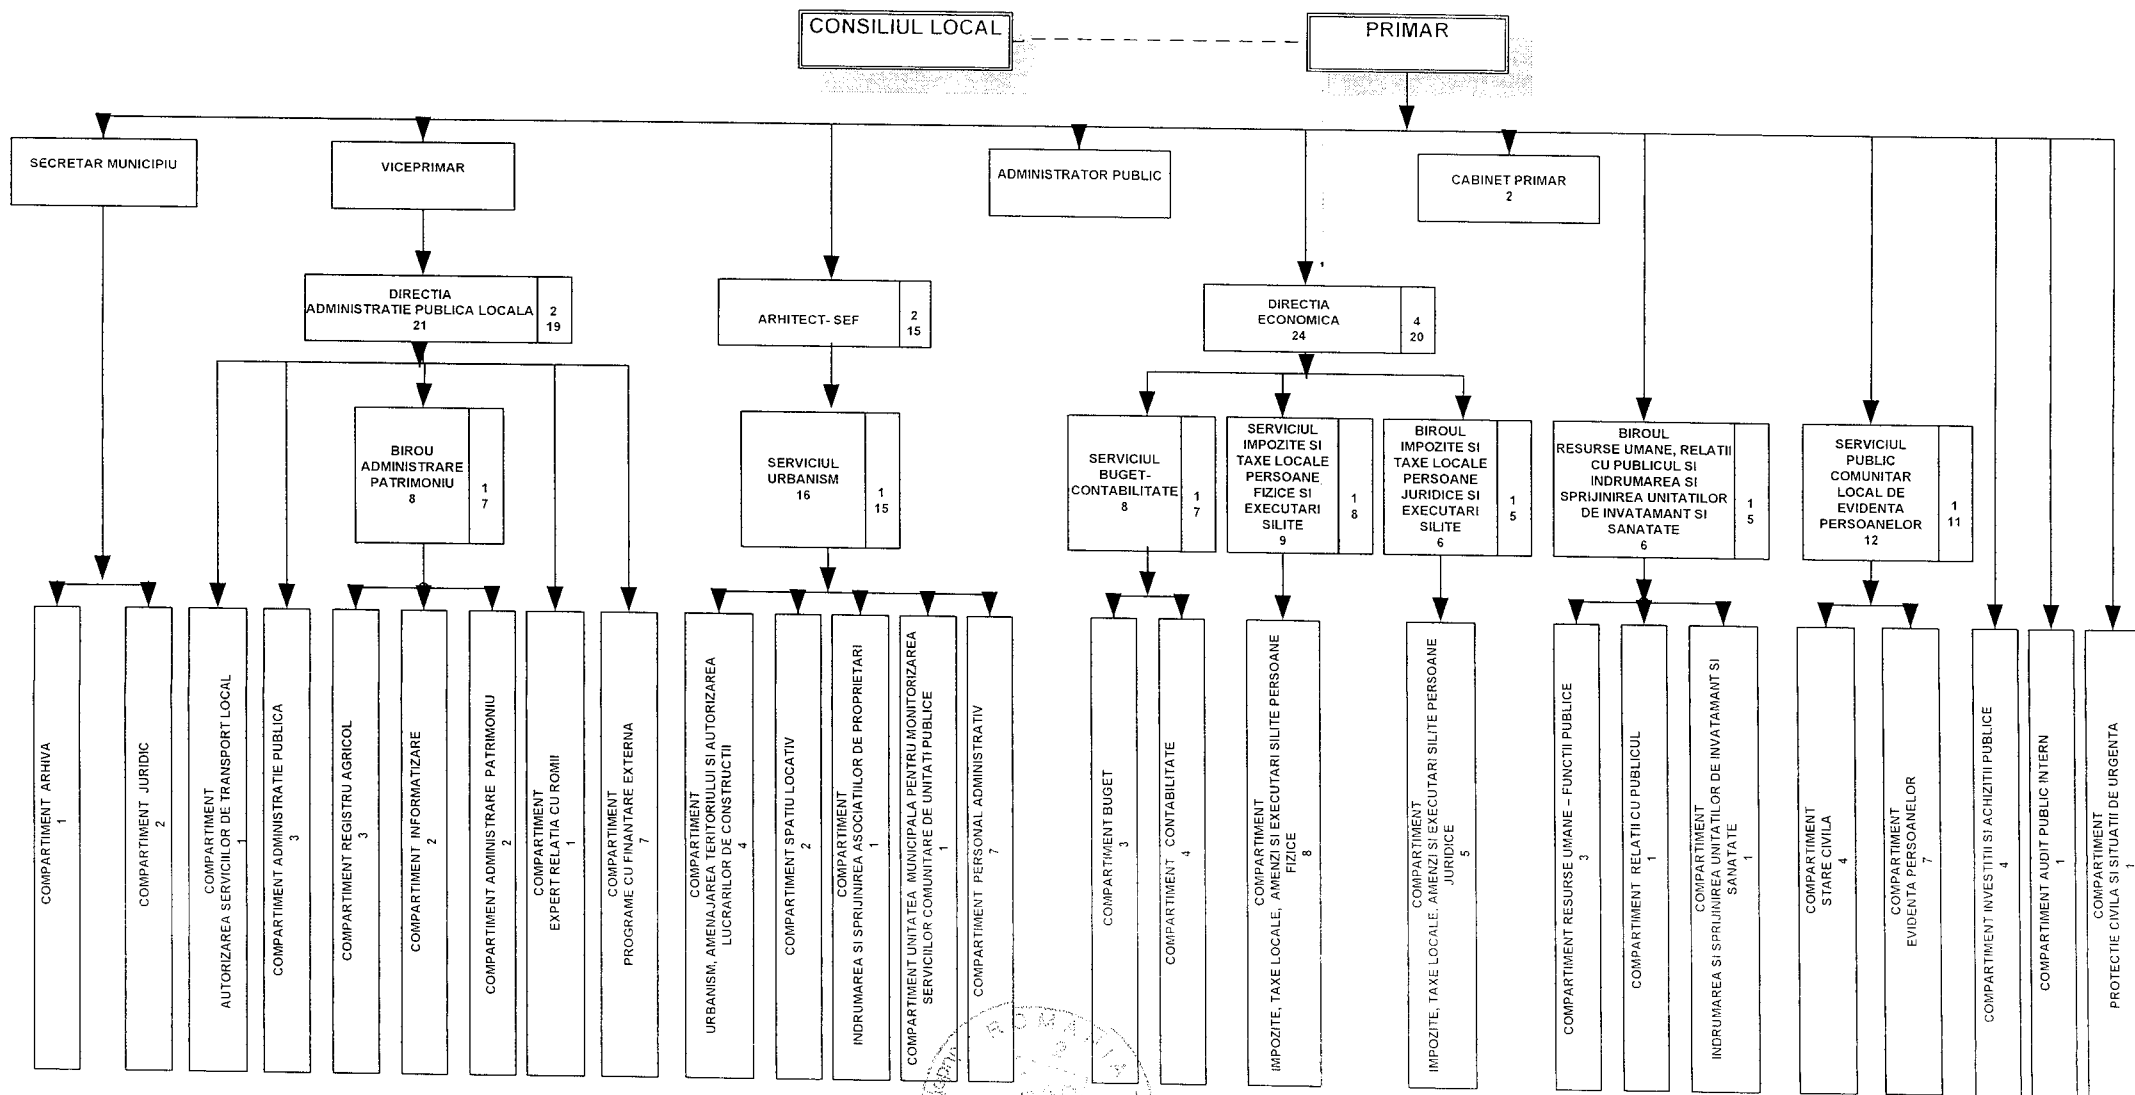 CONSILIUL LOCAL
PRIMAR
SECRETAR MUNICIPIU
VICEPRIMAR
ADMINISTRATOR PUBLIC
CABINET PRIMAR
2
DIRECTIA
ADMINISTRATIE PUBLICA LOCALA
21
2
19
ARHITECT- SEF
2
15
DIRECTIA
ECONOMICA
24
4
20
BIROU
ADMINISTRARE
PATRIMONIU
8
1
7
SERVICIUL
URBANISM
16
1
15
SERVICIUL
BUGET-
CONTABILITATE
8
1
7
SERVICIUL
IMPOZITE SI
TAXE LOCALE
PERSOANE
FIZICE SI
EXECUTARI
SILITE
9
1
8
BIROUL
IMPOZITE SI
TAXE LOCALE
PERSOANE
JURIDICE SI
EXECUTARI
SILITE
6
1
5
BIROUL
RESURSE UMANE, RELATII
CU PUBLICUL SI
INDRUMAREA SI
SPRIJINIREA UNITATILOR
DE INVATAMANT SI
SANATATE
6
1
5
SERVICIUL
PUBLIC
COMUNITAR
LOCAL DE
EVIDENTA
PERSOANELOR
12
1
11
COMPARTIMENT ARHIVA
1
COMPARTIMENT JURIDIC
2
COMPARTIMENT
AUTORIZAREA SERVICIILOR DE TRANSPORT LOCAL
1
COMPARTIMENT ADMINISTRATIE PUBLICA
3
COMPARTIMENT REGISTRU AGRICOL
3
COMPARTIMENT INFORMATIZARE
2
COMPARTIMENT ADMINISTRARE PATRIMONIU
2
COMPARTIMENT
EXPERT RELATIA CU ROMII
1
COMPARTIMENT
PROGRAME CU FINANTARE EXTERNA
7
COMPARTIMENT
URBANISM, AMENAJAREA TERITORIULUI SI AUTORIZAREA
LUCRARILOR DE CONSTRUCTII
4
COMPARTIMENT SPATIU LOCATIV
2
COMPARTIMENT
INDRUMAREA SI SPRIJINIREA ASOCIATIILOR DE PROPRIETARI
1
COMPARTIMENT UNITATEA MUNICIPALA PENTRU MONITORIZAREA
SERVICIILOR COMUNITARE DE UNITATI PUBLICE
1
COMPARTIMENT PERSONAL ADMINISTRATIV
7
COMPARTIMENT BUGET
3
COMPARTIMENT CONTABILITATE
4
COMPARTIMENT
IMPOZITE, TAXE LOCALE, AMENZI SI EXECUTARI SILITE PERSOANE
FIZICE
8
COMPARTIMENT
IMPOZITE, TAXE LOCALE, AMENZI SI EXECUTARI SILITE PERSOANE
JURIDICE
5
COMPARTIMENT RESURSE UMANE – FUNCTII PUBLICE
3
COMPARTIMENT RELATII CU PUBLICUL
1
COMPARTIMENT
INDRUMAREA SI SPRIJINIREA UNITATILOR DE INVATAMANT SI
SANATATE
1
COMPARTIMENT
STARE CIVILA
4
COMPARTIMENT
EVIDENTA PERSOANELOR
7
COMPARTIMENT INVESTITII SI ACHIZITII PUBLICE
4
COMPARTIMENT AUDIT PUBLIC INTERN
1
COMPARTIMENT
PROTECTIE CIVILA SI SITUATII DE URGENTA
1
ROMANIA